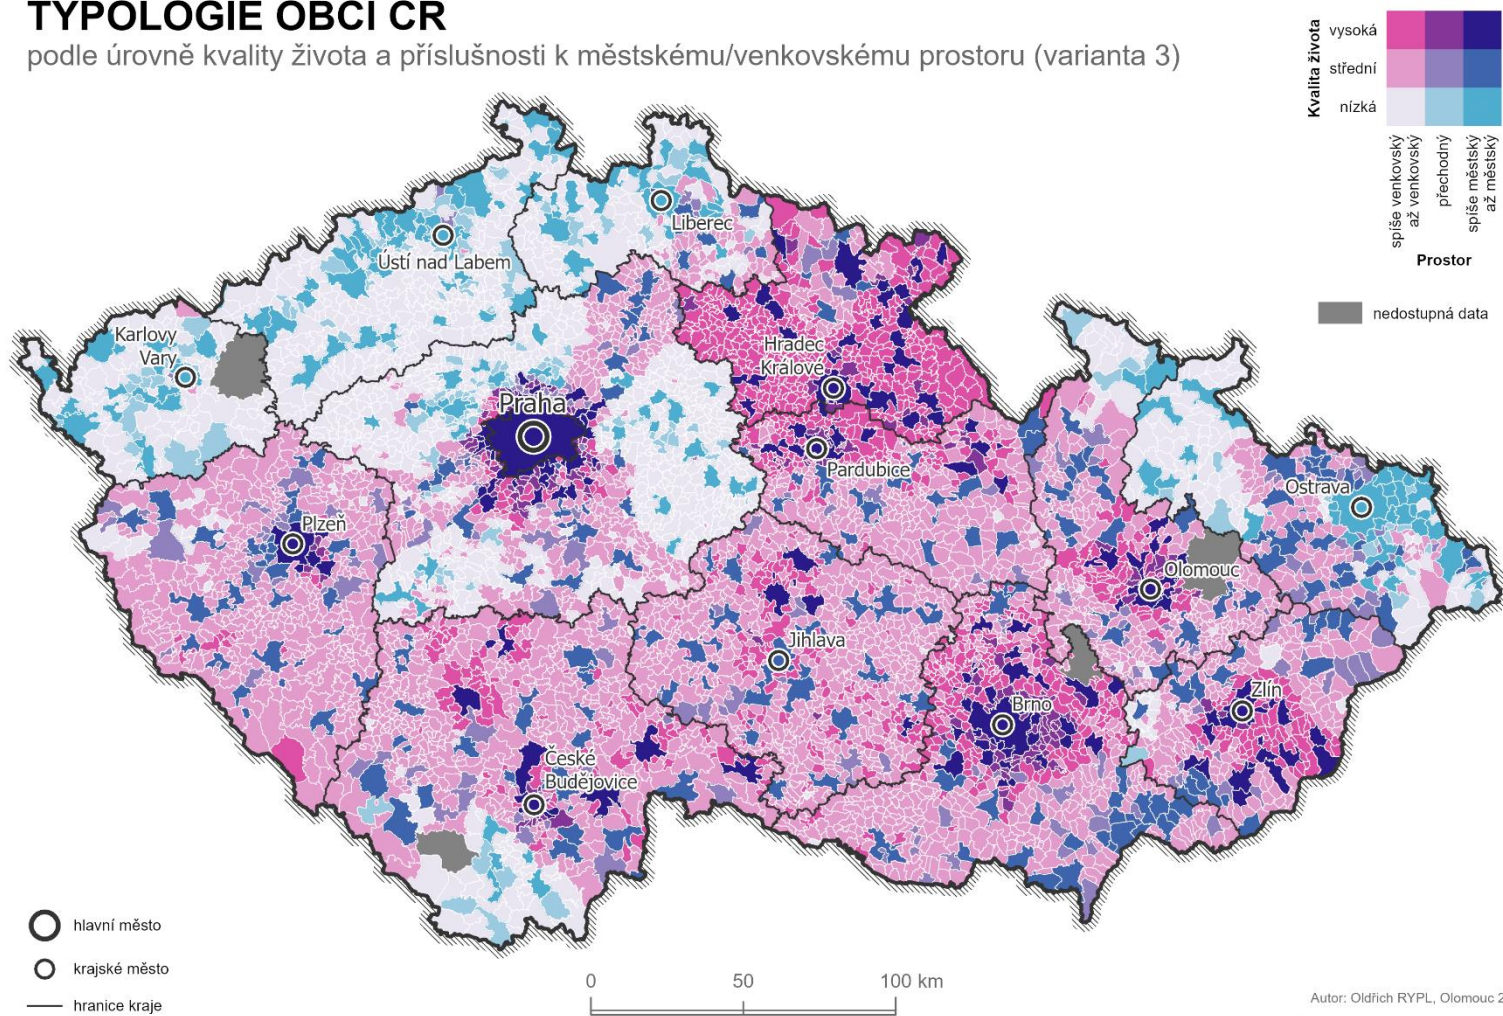 TYPOLOGIE OBCÍ ČR
podle úrovně kvality života a příslušnosti k městskému/venkovskému prostoru (varianta 3)
Kvalita života
vysoká
střední
nízká
spíše venkovský
až venkovský
přechodný
spíše městský
až městský
Prostor
nedostupná data
Liberec
Ústí nad Labem
Karlovy
Vary
Hradec
Králové
Praha
Pardubice
Ostrava
Plzeň
Olomouc
Jihlava
Zlín
Brno
České
Budějovice
hlavní město
krajské město
hranice kraje
0 50 100 km
Autor: Oldřich RYPL, Olomouc 2